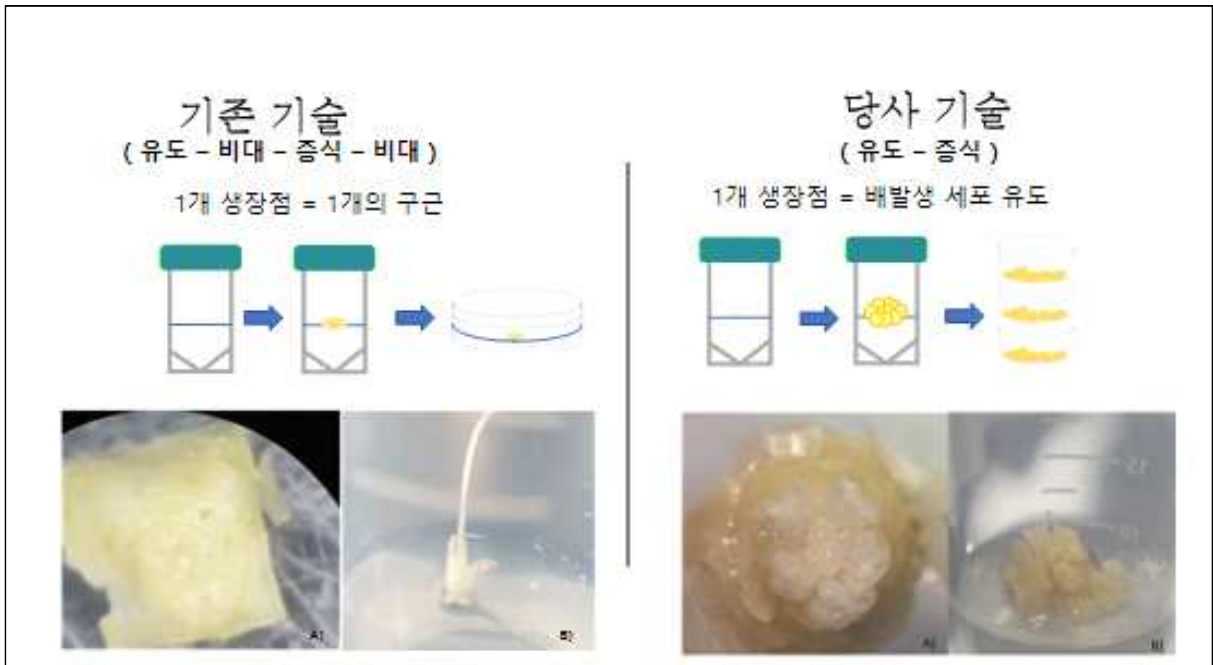 기존 기술
( 유도 – 비대 – 증식 – 비대 )
1개 생장점 = 1개의 구근
A)
B)
당사 기술
( 유도 – 증식 )
1개 생장점 = 배발생 세포 유도
A)
B)